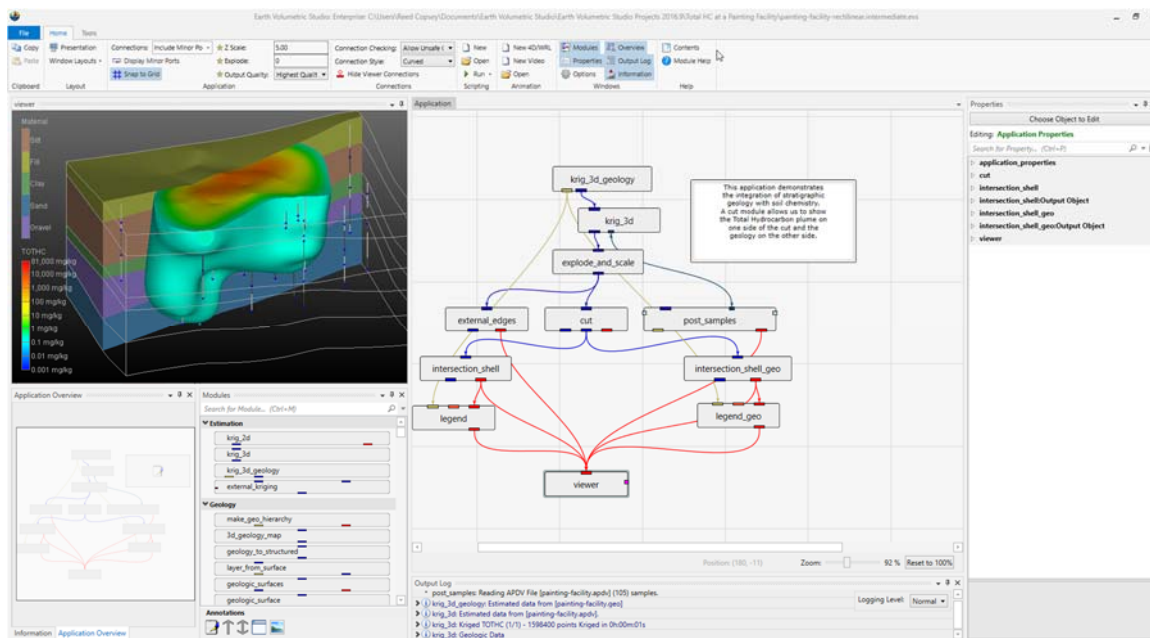 Earth Volumetric Studio: Enterprise: C:\Users\Reed Copsey\Documents\Earth Volumetric Studio\Earth Volumetric Studio Projects 2016.9\Total HC at a Painting Facility\painting-facility-rectilinear.intermediate.evs
File Home Tools
Copy Presentation Connections: Include Minor Po Z Scale: 5.00 Connection Checking: Allow Unsafe ( New New 4D/WRL Modules Overview Contents
Paste Window Layouts Display Minor Ports Explode: 0 Connection Style: Curved Open New Video Properties Output Log Module Help
Snap to Grid Output Quality: Highest Qualit Hide Viewer Connections Run Open Options Information
Clipboard Layout Application Connections Scripting Animation Windows Help
viewer
Material
Silt
Fill
Clay
Sand
Gravel
TOTHC
81,000 mg/kg
10,000 mg/kg
1,000 mg/kg
100 mg/kg
10 mg/kg
1 mg/kg
0.1 mg/kg
0.01 mg/kg
0.001 mg/kg
Application
krig_3d_geology
krig_3d
explode_and_scale
external_edges cut post_samples
intersection_shell intersection_shell_geo
legend legend_geo
viewer
This application demonstrates
the integration of stratigraphic
geology with soil chemistry.
A cut module allows us to show
the Total Hydrocarbon plume on
one side of the cut and the
geology on the other side.
Position: (180, -11) Zoom: 92 % Reset to 100%
Properties
Choose Object to Edit
Editing: Application Properties
Search for Property... (Ctrl+P)
application_properties
cut
intersection_shell
intersection_shell:Output Object
intersection_shell_geo
intersection_shell_geo:Output Object
viewer
Application Overview
Information Application Overview
Modules
Search for Module... (Ctrl+M)
Estimation
krig_2d
krig_3d
krig_3d_geology
external_kriging
Geology
make_geo_hierarchy
3d_geology_map
geology_to_structured
layer_from_surface
geologic_surfaces
geologic_surface
Annotations
Output Log
post_samples: Reading APDV File [painting-facility.apdv] (105) samples.
krig_3d_geology: Estimated data from [painting-facility.geo]
krig_3d: Estimated data from [painting-facility.apdv].
krig_3d: Kriged TOTHC (1/1) - 1598400 points Kriged in 0h:00m:01s
krig_3d: Geologic Data
Logging Level: Normal